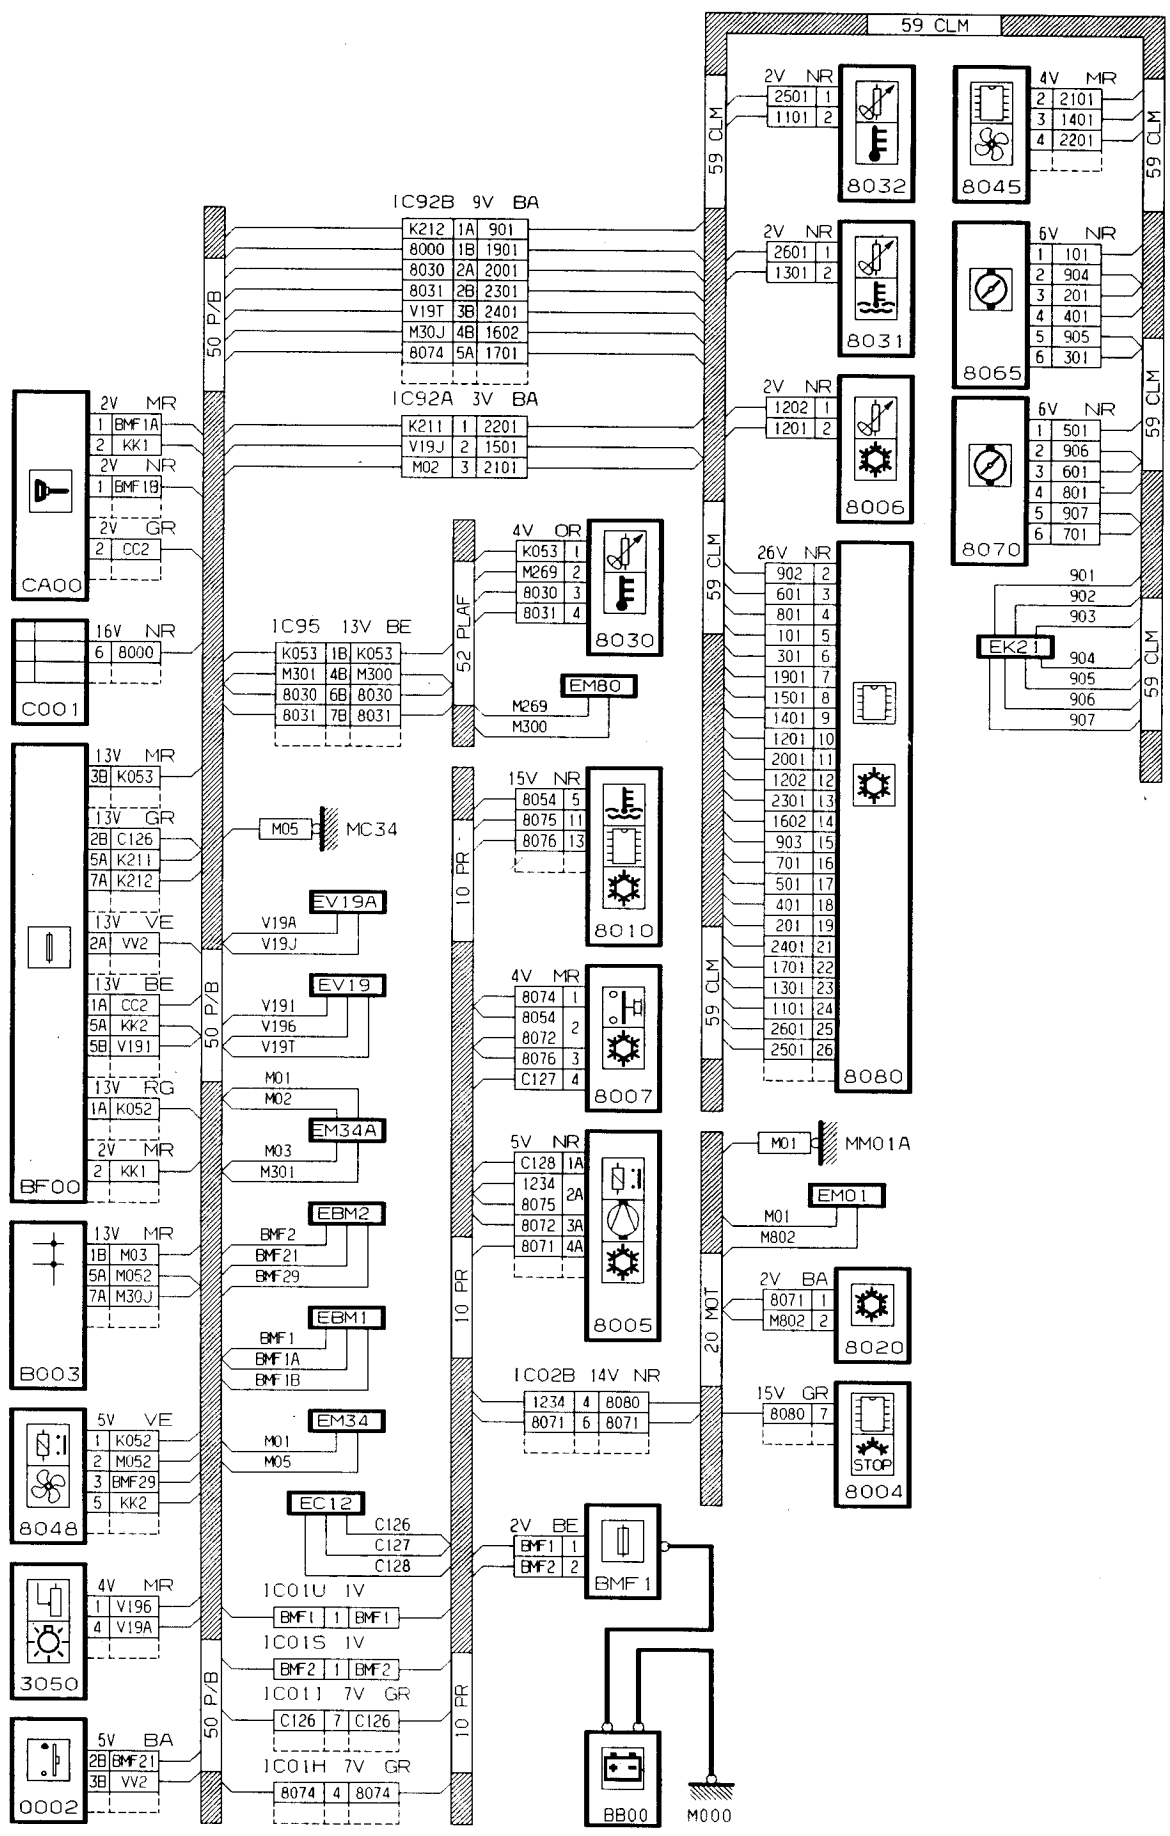 59 CLM
2V NR
2501 1
1101 2
8032
4V MR
2 2101
3 1401
4 2201
8045
59 CLM
59 CLM
IC92B 9V BA
K212 1A 901
8000 1B 1901
8030 2A 2001
8031 2B 2301
V19T 3B 2401
M30J 4B 1602
8074 5A 1701
50 P/B
2V NR
2601 1
1301 2
8031
6V NR
1 101
2 904
3 201
4 401
5 905
6 301
8065
IC92A 3V BA
K211 1 2201
V19J 2 1501
M02 3 2101
2V NR
1202 1
1201 2
8006
6V NR
1 501
2 906
3 601
4 801
5 907
6 701
8070
59 CLM
2V MR
1 BMF1A
2 KK1
2V NR
1 BMF1B
2V GR
2 CC2
CA00
4V OR
K053 1
M269 2
8030 3
8031 4
8030
52 PLAF
59 CLM
901
902
903
EK21
904
905
906
907
59 CLM
16V NR
6 8000
C001
IC95 13V BE
K053 1B K053
M301 4B M300
8030 6B 8030
8031 7B 8031
EM80
M269
M300
26V NR
902 2
601 3
801 4
101 5
301 6
1901 7
1501 8
1401 9
1201 10
2001 11
1202 12
2301 13
1602 14
903 15
701 16
501 17
401 18
201 19
2401 21
1701 22
1301 23
1101 24
2601 25
2501 26
8080
59 CLM
13V MR
3B K053
13V GR
2B C126
5A K211
7A K212
13V VE
2A VV2
13V BE
1A CC2
5A KK2
5B V191
13V RG
1A K052
2V MR
2 KK1
BF00
M05
MC34
EV19A
V19A
V19J
50 P/B
EV19
V191
V196
V19T
M01
M02
EM34A
M03
M301
15V NR
8054 5
8075 11
8076 13
8010
10 PR
4V MR
8074 1
8054
8072
2
8076 3
C127 4
8007
5V NR
C128 1A
1234
8075
2A
8072 3A
8071 4A
8005
10 PR
M01
MM01A
EM01
M01
M802
20 MOT
2V BA
8071 1
M802 2
8020
15V GR
8080 7
STOP
8004
13V MR
1B M03
5A M052
7A M30J
B003
EBM2
BMF2
BMF21
BMF29
EBM1
BMF1
BMF1A
BMF1B
IC02B 14V NR
1234 4 8080
8071 6 8071
5V VE
1 K052
2 M052
3 BMF29
5 KK2
8048
EM34
M01
M05
EC12
C126
C127
C128
2V BE
BMF1 1
BMF2 2
BMF1
4V MR
1 V196
4 V19A
3050
IC01U 1V
BMF1 1 BMF1
IC01S 1V
BMF2 1 BMF2
50 P/B
IC01I 7V GR
C126 7 C126
10 PR
IC01H 7V GR
8074 4 8074
5V BA
2B BMF21
3B VV2
0002
BB00
M000